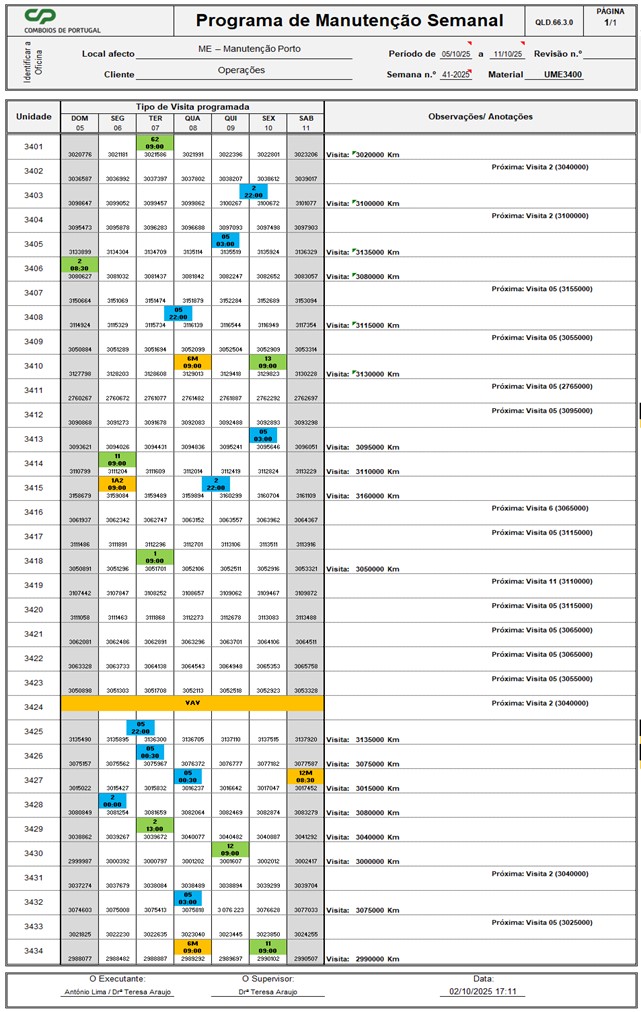 CP
COMBOIOS DE PORTUGAL
Programa de Manutenção Semanal
QLD.66.3.0
PÁGINA
1/1
Identificar a
Oficina
Local afecto
ME – Manutenção Porto
Período de 05/10/25 a 11/10/25 Revisão n.º
Cliente
Operações
Semana n.º 41-2025 Material UME3400
Unidade
Tipo de Visita programada
Observações/ Anotações
DOM SEG TER QUA QUI SEX SAB
05 06 07 08 09 10 11
62
09:00
3401 3020776 3021181 3021586 3021991 3022396 3022801 3023206 Visita: 3020000 Km
3402 3036587 3036992 3037397 3037802 3038207 3038612 3039017 Próxima: Visita 2 (3040000)
2
22:00
3403 3098647 3099052 3099457 3099862 3100267 3100672 3101077 Visita: 3100000 Km
3404 3095473 3095878 3096283 3096688 3097093 3097498 3097903 Próxima: Visita 2 (3100000)
05
03:00
3405 3133899 3134304 3134709 3135114 3135519 3135924 3136329 Visita: 3135000 Km
2
08:30
3406 3080627 3081032 3081437 3081842 3082247 3082652 3083057 Visita: 3080000 Km
3407 3150664 3151069 3151474 3151879 3152284 3152689 3153094 Próxima: Visita 05 (3155000)
05
22:00
3408 3114924 3115329 3115734 3116139 3116544 3116949 3117354 Visita: 3115000 Km
3409 3050884 3051289 3051694 3052099 3052504 3052909 3053314 Próxima: Visita 05 (3055000)
6M 13
09:00 09:00
3410 3127798 3128203 3128608 3129013 3129418 3129823 3130228 Visita: 3130000 Km
3411 2760267 2760672 2761077 2761482 2761887 2762292 2762697 Próxima: Visita 05 (2765000)
3412 3090868 3091273 3091678 3092083 3092488 3092893 3093298 Próxima: Visita 05 (3095000)
05
03:00
3413 3093621 3094026 3094431 3094836 3095241 3095646 3096051 Visita: 3095000 Km
11
09:00
3414 3110799 3111204 3111609 3112014 3112419 3112824 3113229 Visita: 3110000 Km
1A2 2
09:00 22:00
3415 3158679 3159084 3159489 3159894 3160299 3160704 3161109 Visita: 3160000 Km
3416 3061937 3062342 3062747 3063152 3063557 3063962 3064367 Próxima: Visita 6 (3065000)
3417 3111486 3111891 3112296 3112701 3113106 3113511 3113916 Próxima: Visita 05 (3115000)
1
09:00
3418 3050891 3051296 3051701 3052106 3052511 3052916 3053321 Visita: 3050000 Km
3419 3107442 3107847 3108252 3108657 3109062 3109467 3109872 Próxima: Visita 11 (3110000)
3420 3111058 3111463 3111868 3112273 3112678 3113083 3113488 Próxima: Visita 05 (3115000)
3421 3062081 3062486 3062891 3063296 3063701 3064106 3064511 Próxima: Visita 05 (3065000)
3422 3063328 3063733 3064138 3064543 3064948 3065353 3065758 Próxima: Visita 05 (3065000)
3423 3050898 3051303 3051708 3052113 3052518 3052923 3053328 Próxima: Visita 05 (3055000)
3424 VAV Próxima: Visita 2 (3040000)
05
22:00
3425 3135490 3135895 3136300 3136705 3137110 3137515 3137920 Visita: 3135000 Km
05
00:30
3426 3075157 3075562 3075967 3076372 3076777 3077182 3077587 Visita: 3075000 Km
05 12M
00:30 08:30
3427 3015022 3015427 3015832 3016237 3016642 3017047 3017452 Visita: 3015000 Km
2
00:00
3428 3080849 3081254 3081659 3082064 3082469 3082874 3083279 Visita: 3080000 Km
2
13:00
3429 3038862 3039267 3039672 3040077 3040482 3040887 3041292 Visita: 3040000 Km
12
09:00
3430 2999987 3000392 3000797 3001202 3001607 3002012 3002417 Visita: 3000000 Km
3431 3037274 3037679 3038084 3038489 3038894 3039299 3039704 Próxima: Visita 2 (3040000)
05
03:00
3432 3074603 3075008 3075413 3075818 3 076 223 3076628 3077033 Visita: 3075000 Km
3433 3021825 3022230 3022635 3023040 3023445 3023850 3024255 Próxima: Visita 05 (3025000)
6M 11
09:00 09:00
3434 2988077 2988482 2988887 2989292 2989697 2990102 2990507 Visita: 2990000 Km
O Executante: O Supervisor: Data:
António Lima / Drª Teresa Araujo Drª Teresa Araujo 02/10/2025 17:11